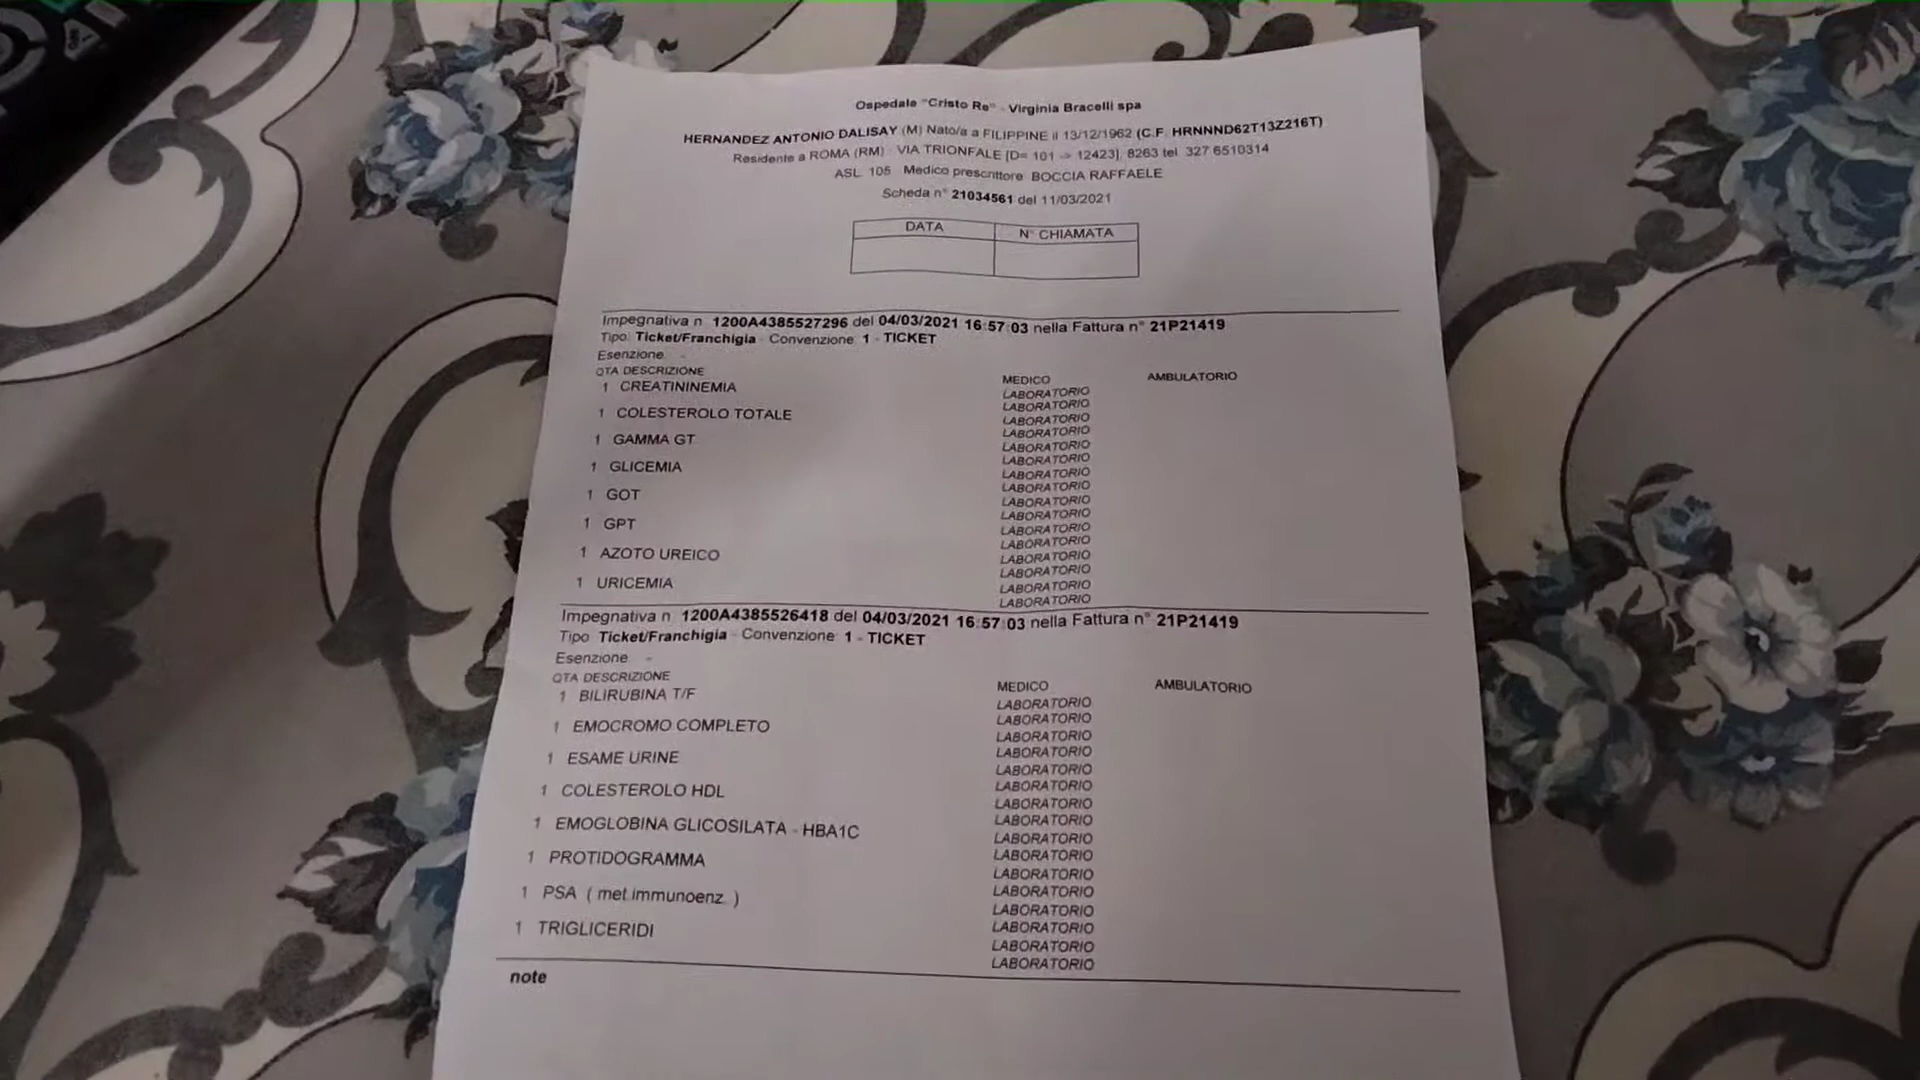 Ospedale "Cristo Re" - Virginia Bracelli spa
HERNANDEZ ANTONIO DALISAY (M) Nato/a a FILIPPINE il 13/12/1962 (C.F. HRNNND62T13Z216T)
Residente a ROMA (RM) - VIA TRIONFALE [D= 101 -> 12423], 8263 tel. 327 6510314
ASL 105 Medico prescrittore BOCCIA RAFFAELE
Scheda n° 21034561 del 11/03/2021
DATA N° CHIAMATA
Impegnativa n. 1200A4385527296 del 04/03/2021 16:57:03 nella Fattura n° 21P21419
Tipo: Ticket/Franchigia - Convenzione: 1 - TICKET
Esenzione: -
QTA DESCRIZIONE MEDICO AMBULATORIO
1 CREATININEMIA LABORATORIO
LABORATORIO
1 COLESTEROLO TOTALE LABORATORIO
LABORATORIO
1 GAMMA GT LABORATORIO
LABORATORIO
1 GLICEMIA LABORATORIO
LABORATORIO
1 GOT LABORATORIO
LABORATORIO
1 GPT LABORATORIO
LABORATORIO
1 AZOTO UREICO LABORATORIO
LABORATORIO
1 URICEMIA LABORATORIO
LABORATORIO
Impegnativa n. 1200A4385526418 del 04/03/2021 16:57:03 nella Fattura n° 21P21419
Tipo: Ticket/Franchigia - Convenzione: 1 - TICKET
Esenzione: -
QTA DESCRIZIONE MEDICO AMBULATORIO
1 BILIRUBINA T/F LABORATORIO
LABORATORIO
1 EMOCROMO COMPLETO LABORATORIO
LABORATORIO
1 ESAME URINE LABORATORIO
LABORATORIO
1 COLESTEROLO HDL LABORATORIO
LABORATORIO
1 EMOGLOBINA GLICOSILATA - HBA1C LABORATORIO
LABORATORIO
1 PROTIDOGRAMMA LABORATORIO
LABORATORIO
1 PSA ( met.immunoenz. ) LABORATORIO
LABORATORIO
1 TRIGLICERIDI LABORATORIO
LABORATORIO
note